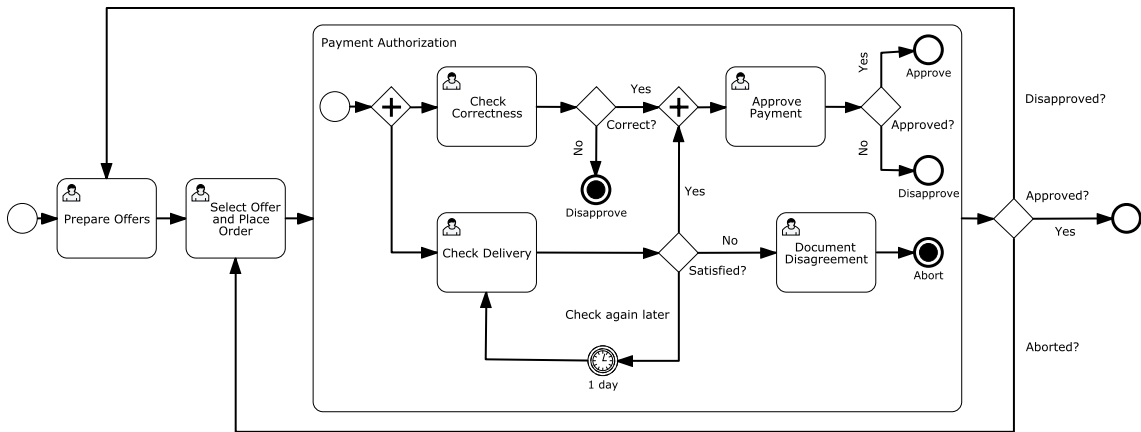 Payment Authorization
Approve
Yes
Disapproved?
Check
Correctness
Yes
Correct?
Approve
Payment
Approved?
No
No
Disapprove
Disapprove
Prepare Offers
Select Offer
and Place
Order
Check Delivery
Yes
No
Satisfied?
Document
Disagreement
Abort
Approved?
Yes
Check again later
1 day
Aborted?